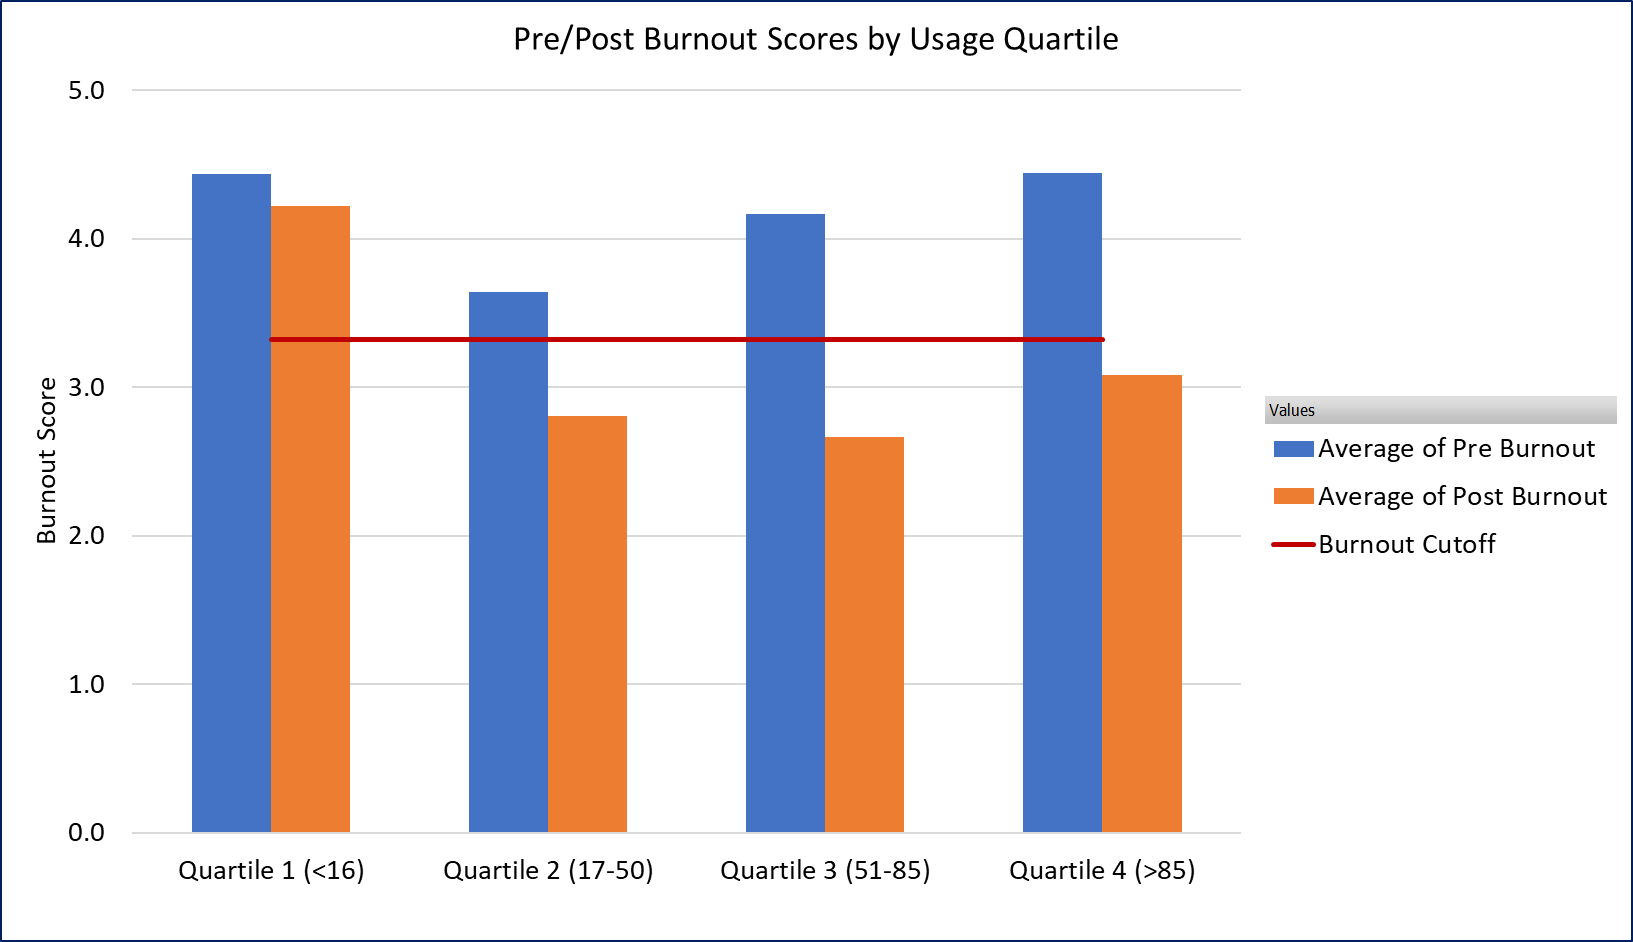 Pre/Post Burnout Scores by Usage Quartile
5.0
4.0
3.0
2.0
1.0
0.0
Burnout Score
Quartile 1 (<16)
Quartile 2 (17-50)
Quartile 3 (51-85)
Quartile 4 (>85)
Values
Average of Pre Burnout
Average of Post Burnout
Burnout Cutoff